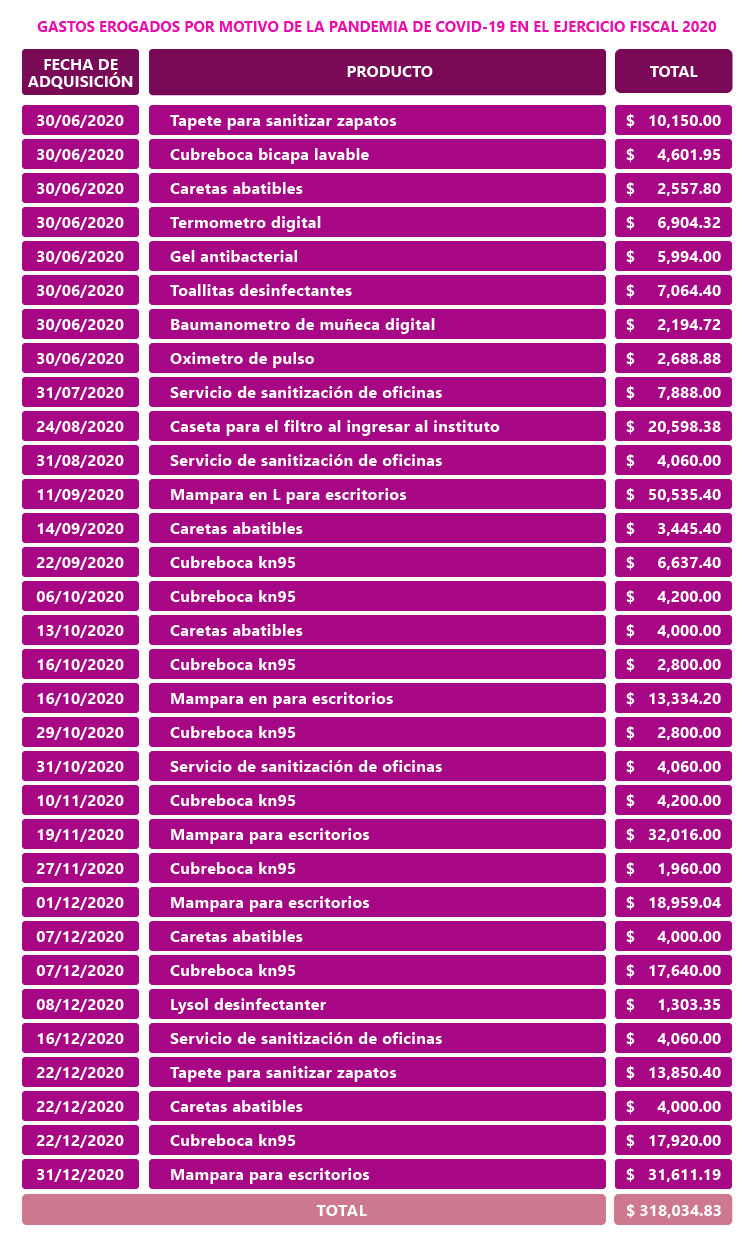 GASTOS EROGADOS POR MOTIVO DE LA PANDEMIA DE COVID-19 EN EL EJERCICIO FISCAL 2020
FECHA DE ADQUISICIÓN PRODUCTO TOTAL
30/06/2020 Tapete para sanitizar zapatos $ 10,150.00
30/06/2020 Cubreboca bicapa lavable $ 4,601.95
30/06/2020 Caretas abatibles $ 2,557.80
30/06/2020 Termometro digital $ 6,904.32
30/06/2020 Gel antibacterial $ 5,994.00
30/06/2020 Toallitas desinfectantes $ 7,064.40
30/06/2020 Baumanometro de muñeca digital $ 2,194.72
30/06/2020 Oximetro de pulso $ 2,688.88
31/07/2020 Servicio de sanitización de oficinas $ 7,888.00
24/08/2020 Caseta para el filtro al ingresar al instituto $ 20,598.38
31/08/2020 Servicio de sanitización de oficinas $ 4,060.00
11/09/2020 Mampara en L para escritorios $ 50,535.40
14/09/2020 Caretas abatibles $ 3,445.40
22/09/2020 Cubreboca kn95 $ 6,637.40
06/10/2020 Cubreboca kn95 $ 4,200.00
13/10/2020 Caretas abatibles $ 4,000.00
16/10/2020 Cubreboca kn95 $ 2,800.00
16/10/2020 Mampara en para escritorios $ 13,334.20
29/10/2020 Cubreboca kn95 $ 2,800.00
31/10/2020 Servicio de sanitización de oficinas $ 4,060.00
10/11/2020 Cubreboca kn95 $ 4,200.00
19/11/2020 Mampara para escritorios $ 32,016.00
27/11/2020 Cubreboca kn95 $ 1,960.00
01/12/2020 Mampara para escritorios $ 18,959.04
07/12/2020 Caretas abatibles $ 4,000.00
07/12/2020 Cubreboca kn95 $ 17,640.00
08/12/2020 Lysol desinfectanter $ 1,303.35
16/12/2020 Servicio de sanitización de oficinas $ 4,060.00
22/12/2020 Tapete para sanitizar zapatos $ 13,850.40
22/12/2020 Caretas abatibles $ 4,000.00
22/12/2020 Cubreboca kn95 $ 17,920.00
31/12/2020 Mampara para escritorios $ 31,611.19
TOTAL $ 318,034.83